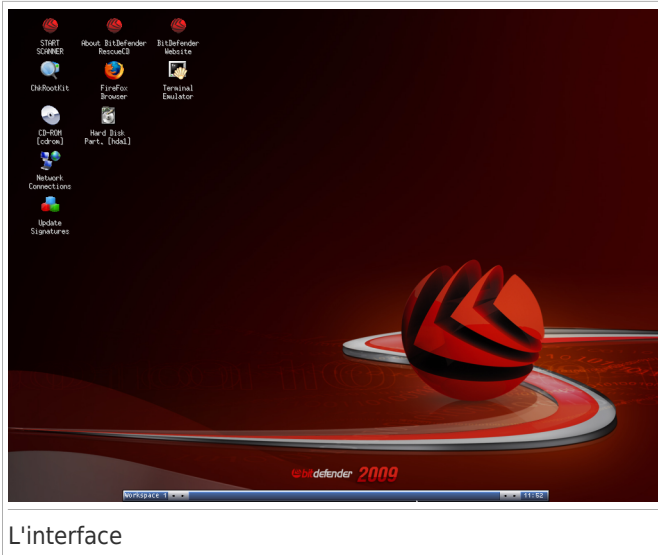 START SCANNER
About BitDefender RescueCD
BitDefender Website
ChkRootKit
FireFox Browser
Terminal Emulator
CD-ROM [cdrom]
Hard Disk Part. [hda1]
Network Connections
Update Signatures
bitdefender 2009
Workspace 1
11:52
L'interface